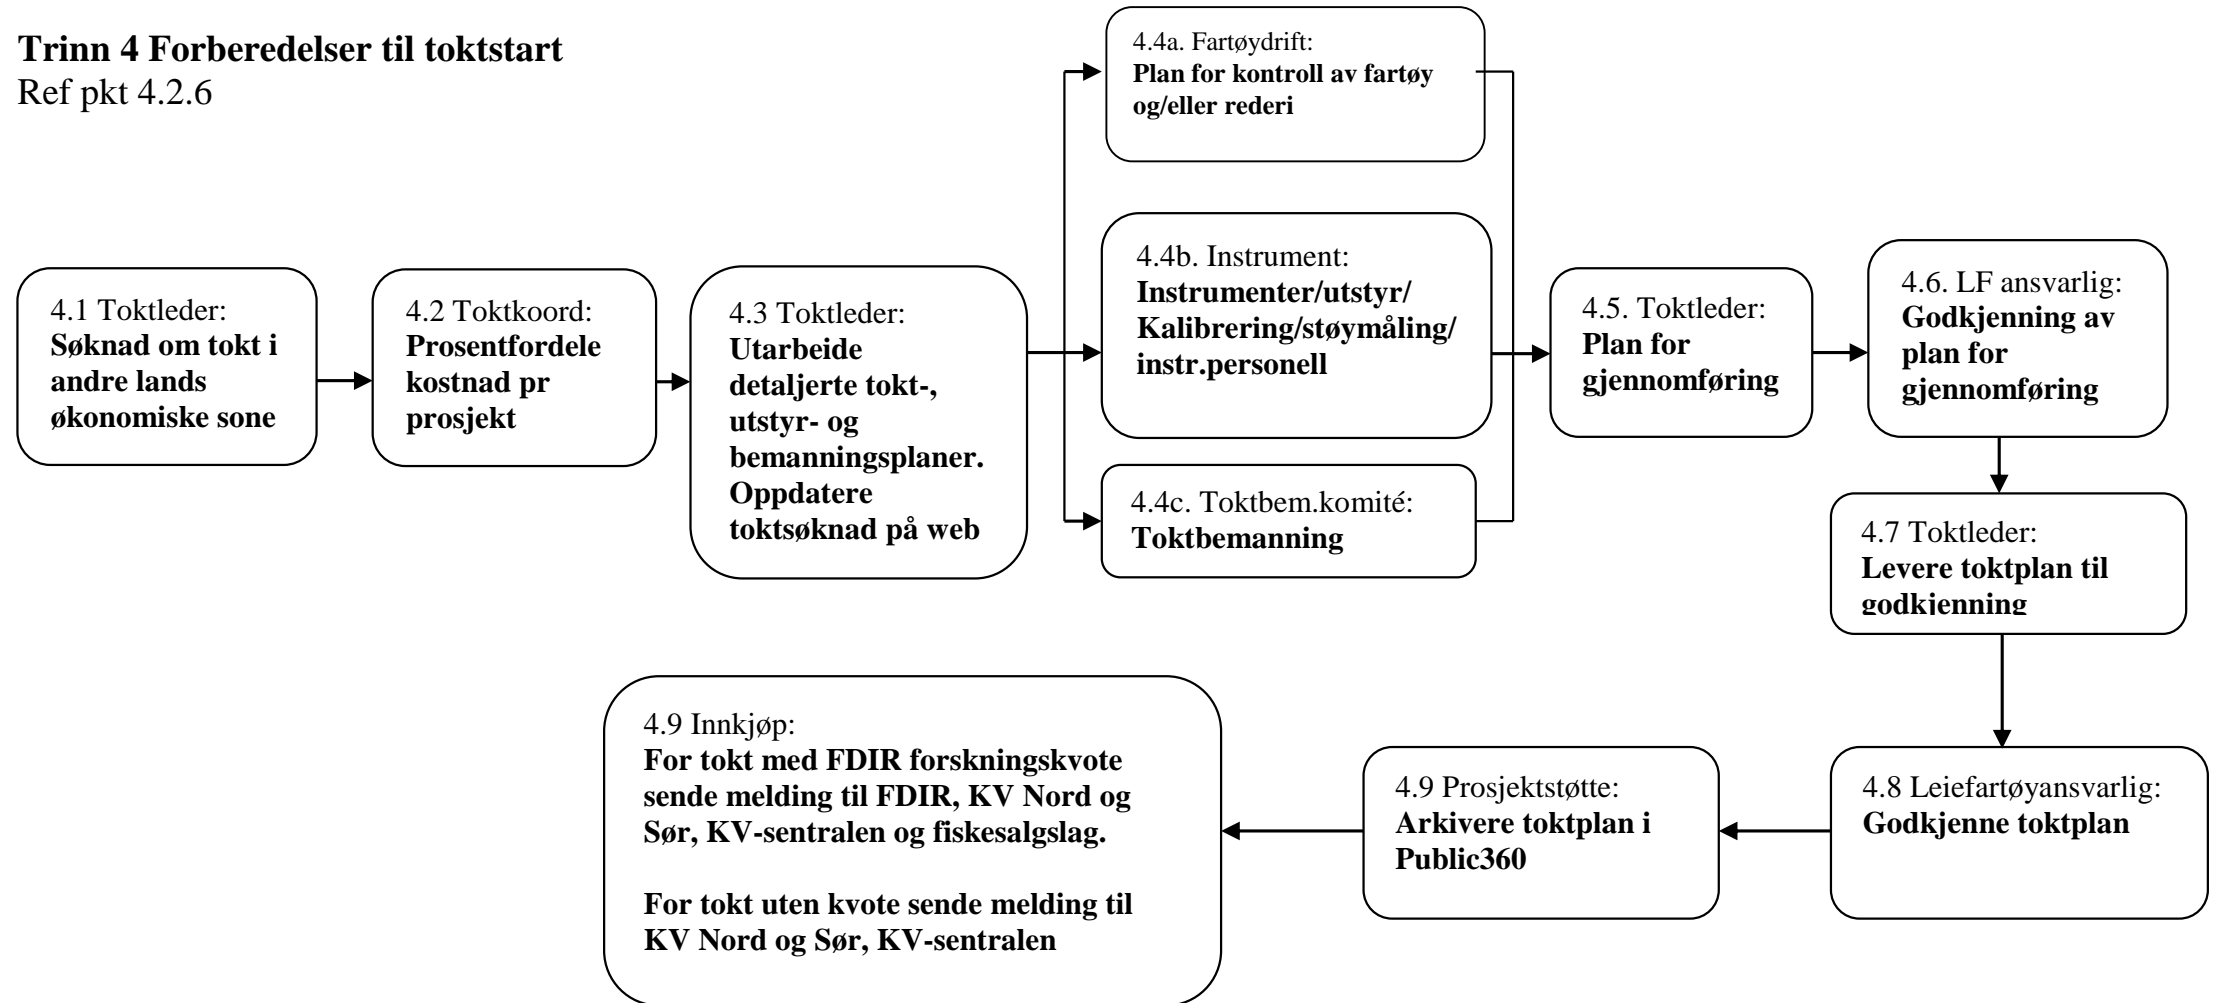 Trinn 4 Forberedelser til toktstart
Ref pkt 4.2.6
4.1 Toktleder:
Søknad om tokt i
andre lands
økonomiske sone
4.2 Toktkoord:
Prosentfordele
kostnad pr
prosjekt
4.3 Toktleder:
Utarbeide
detaljerte tokt-,
utstyr- og
bemanningsplaner.
Oppdatere
toktsøknad på web
4.4a. Fartøydrift:
Plan for kontroll av fartøy
og/eller rederi
4.4b. Instrument:
Instrumenter/utstyr/
Kalibrering/støymåling/
instr.personell
4.4c. Toktbem.komité:
Toktbemanning
4.5. Toktleder:
Plan for
gjennomføring
4.6. LF ansvarlig:
Godkjenning av
plan for
gjennomføring
4.7 Toktleder:
Levere toktplan til
godkjenning
4.8 Leiefartøyansvarlig:
Godkjenne toktplan
4.9 Prosjektstøtte:
Arkivere toktplan i
Public360
4.9 Innkjøp:
For tokt med FDIR forskningskvote
sende melding til FDIR, KV Nord og
Sør, KV-sentralen og fiskesalgslag.
For tokt uten kvote sende melding til
KV Nord og Sør, KV-sentralen